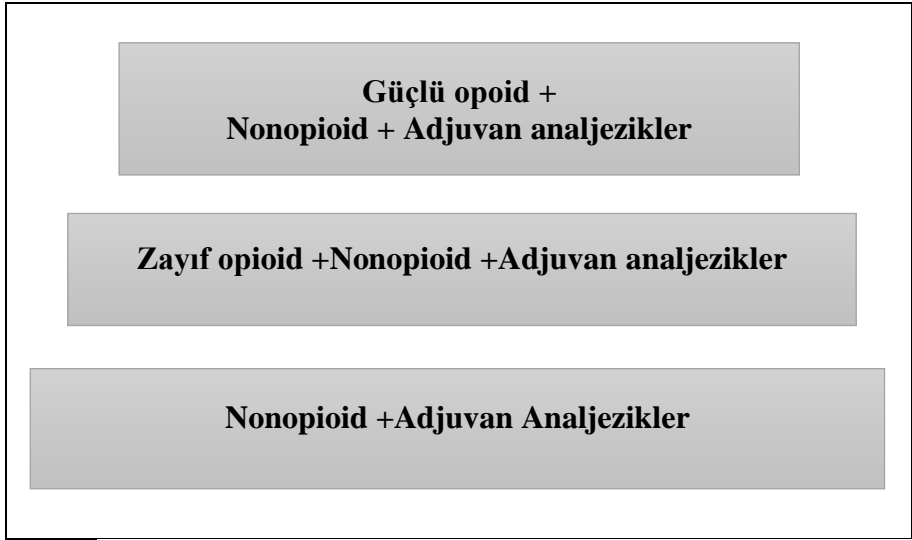 Güçlü opoid +
Nonopioid + Adjuvan analjezikler
Zayıf opioid +Nonopioid +Adjuvan analjezikler
Nonopioid +Adjuvan Analjezikler